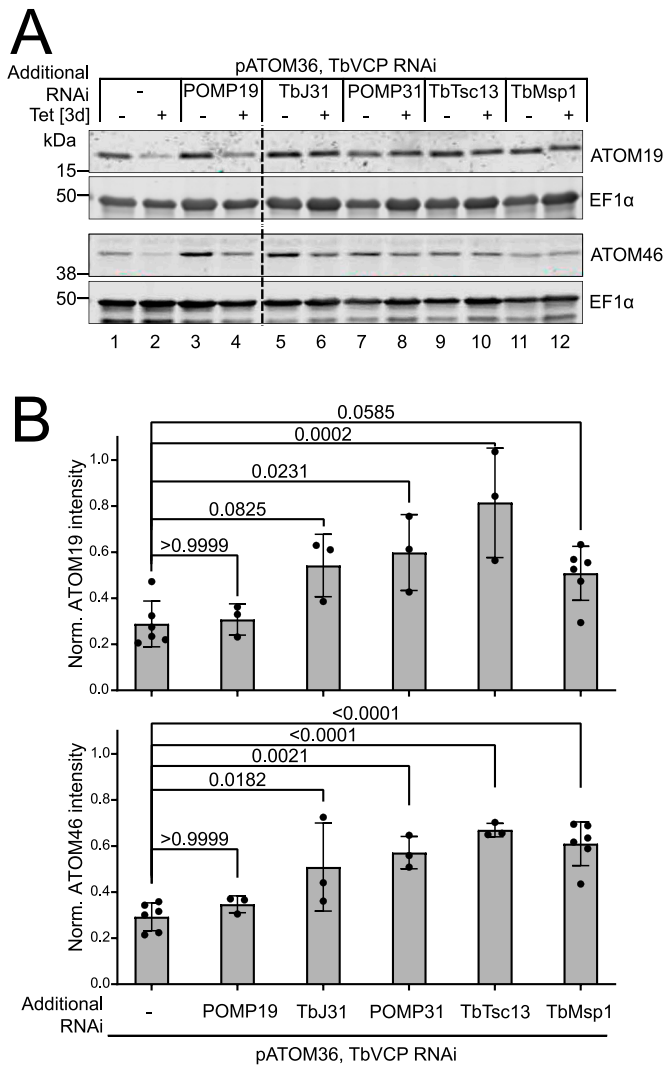 A
pATOM36, TbVCP RNAi
Additional RNAi - POMP19 TbJ31 POMP31 TbTsc13 TbMsp1
Tet [3d] - + - + - + - + - + - +
kDa
ATOM19
15
50
EF1α
ATOM46
38
50
EF1α
1 2 3 4 5 6 7 8 9 10 11 12
B
0.0585
0.0002
0.0231
0.0825
>0.9999
Norm. ATOM19 intensity
1.0
0.8
0.6
0.4
0.2
0.0
<0.0001
<0.0001
0.0021
0.0182
>0.9999
Norm. ATOM46 intensity
1.0
0.8
0.6
0.4
0.2
0.0
Additional RNAi - POMP19 TbJ31 POMP31 TbTsc13 TbMsp1
pATOM36, TbVCP RNAi